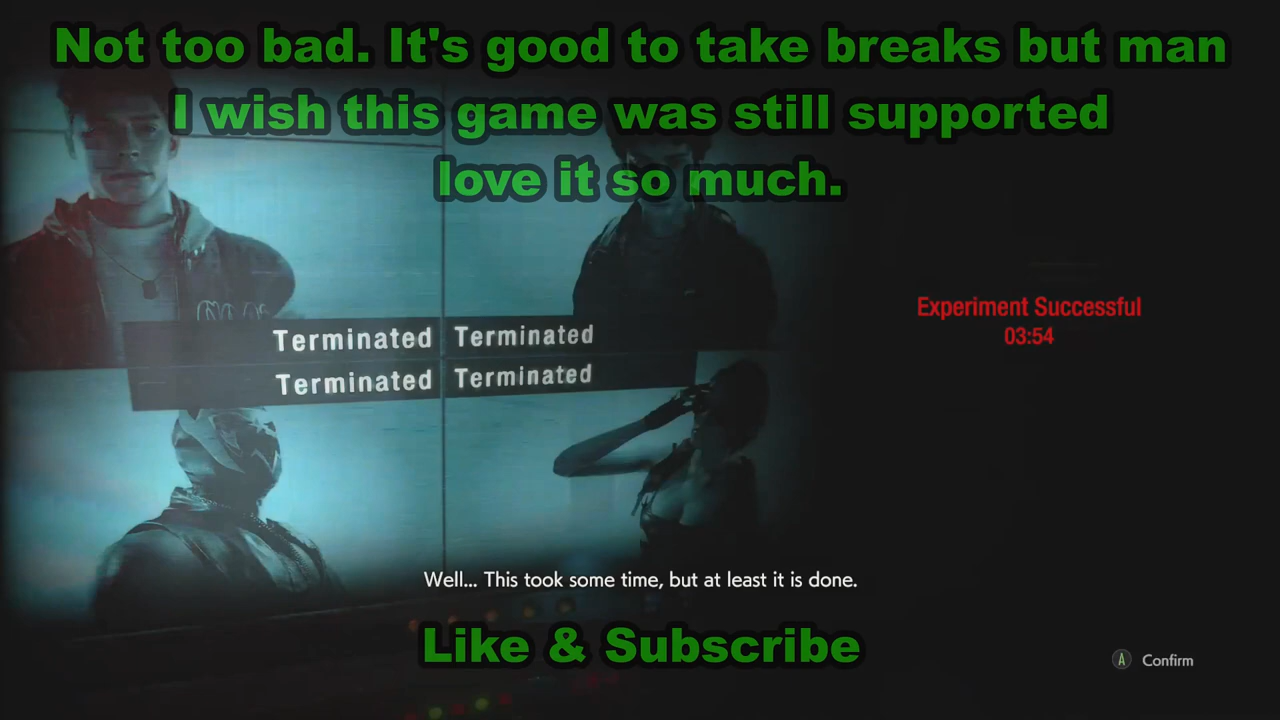 Not too bad. It's good to take breaks but man
I wish this game was still supported
love it so much.
Experiment Successful
03:54
Terminated Terminated
Terminated Terminated
Well... This took some time, but at least it is done.
Like & Subscribe
A Confirm